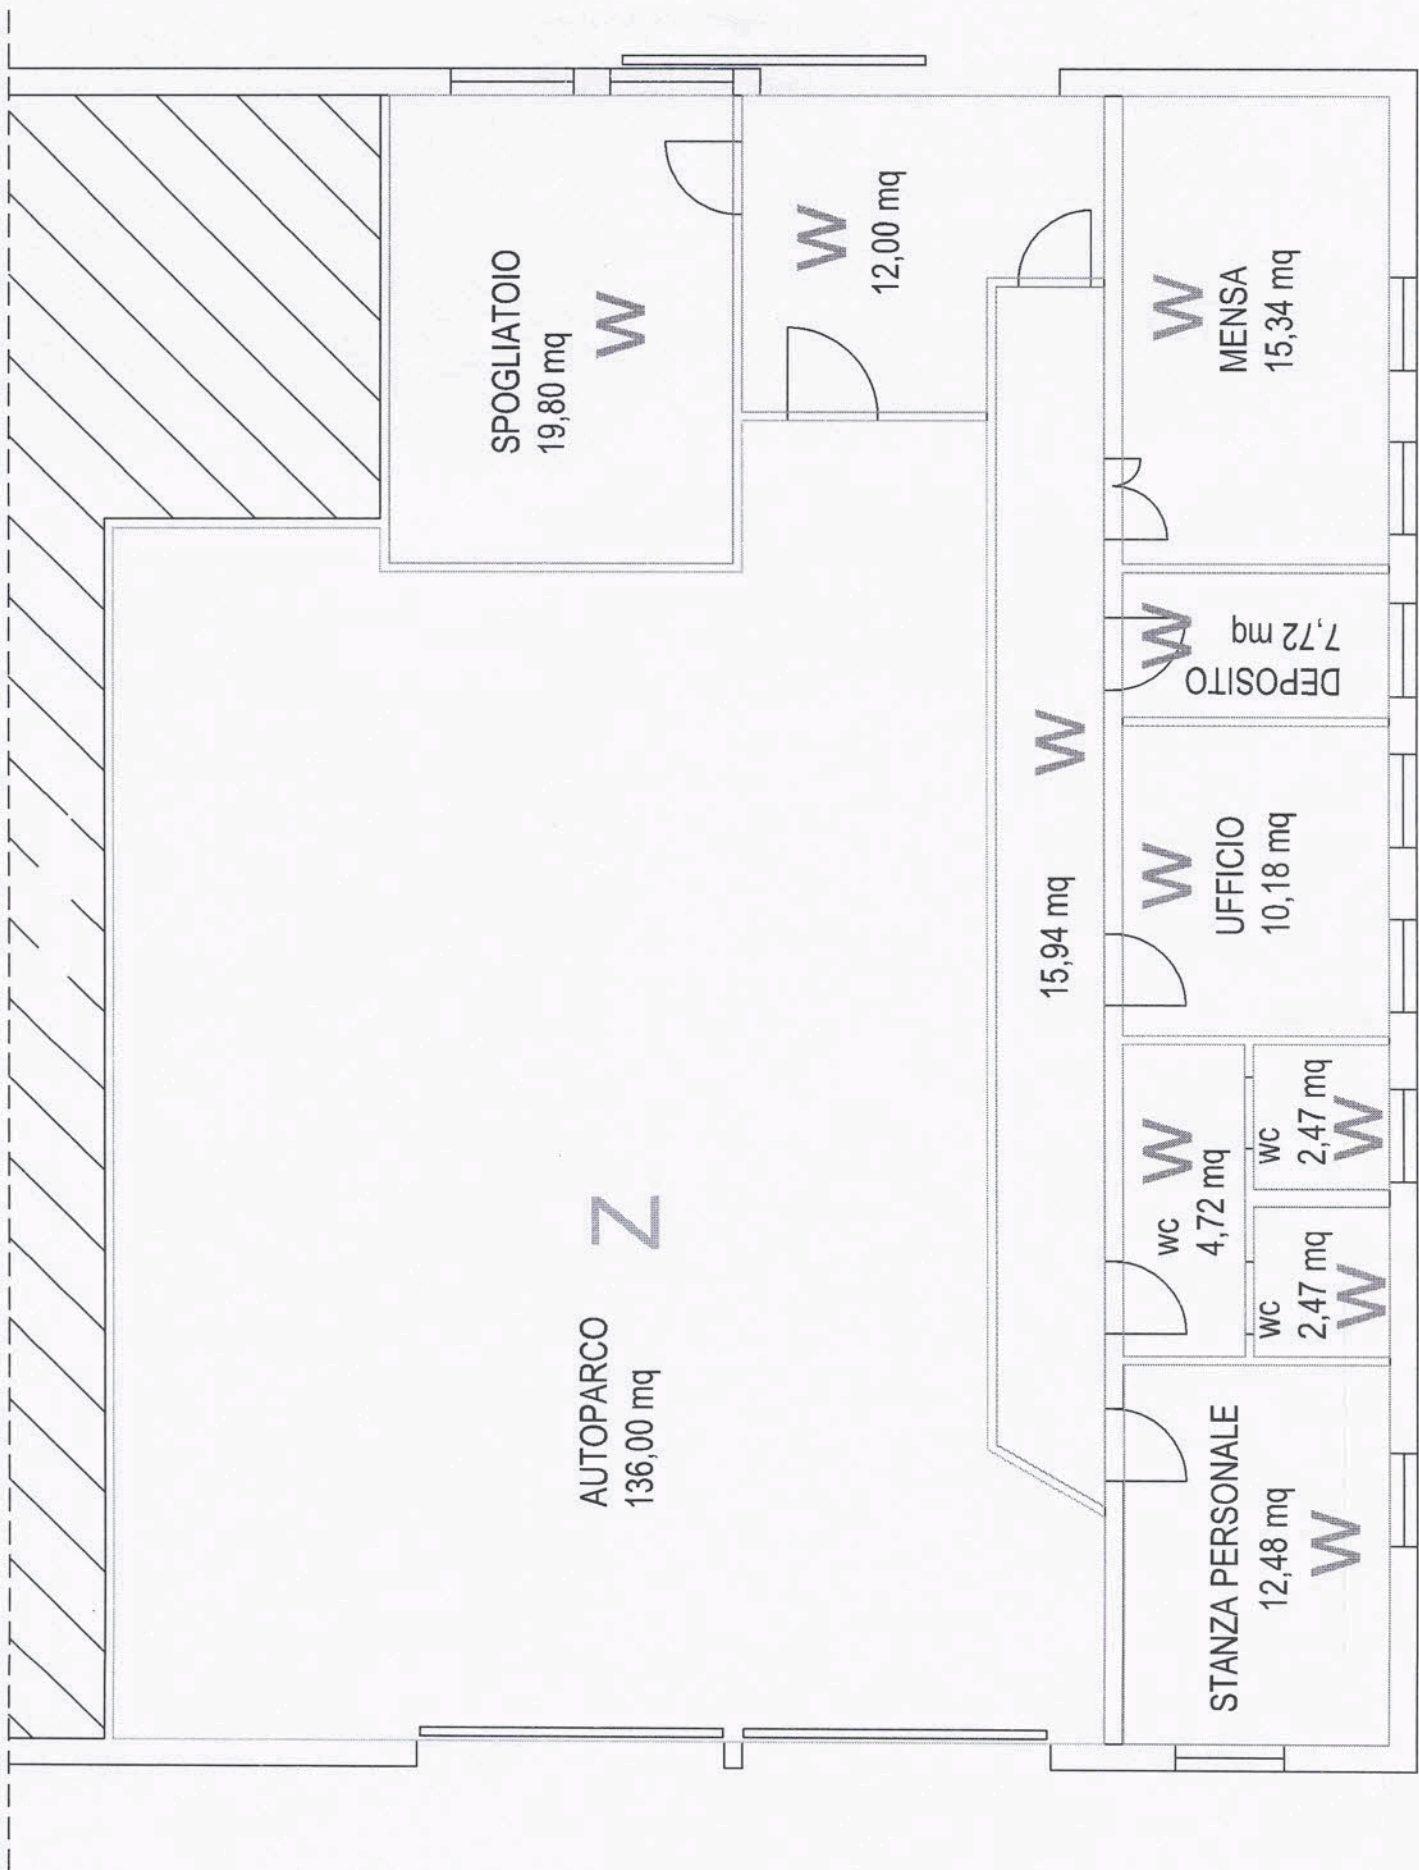 SPOGLIATOIO
19,80 mq
W
W
12,00 mq
W
MENSA
15,34 mq
W
DEPOSITO
7,72 mq
W
15,94 mq
W
UFFICIO
10,18 mq
AUTOPARCO
136,00 mq
Z
W
wc
4,72 mq
wc
2,47 mq
W
wc
2,47 mq
W
STANZA PERSONALE
12,48 mq
W